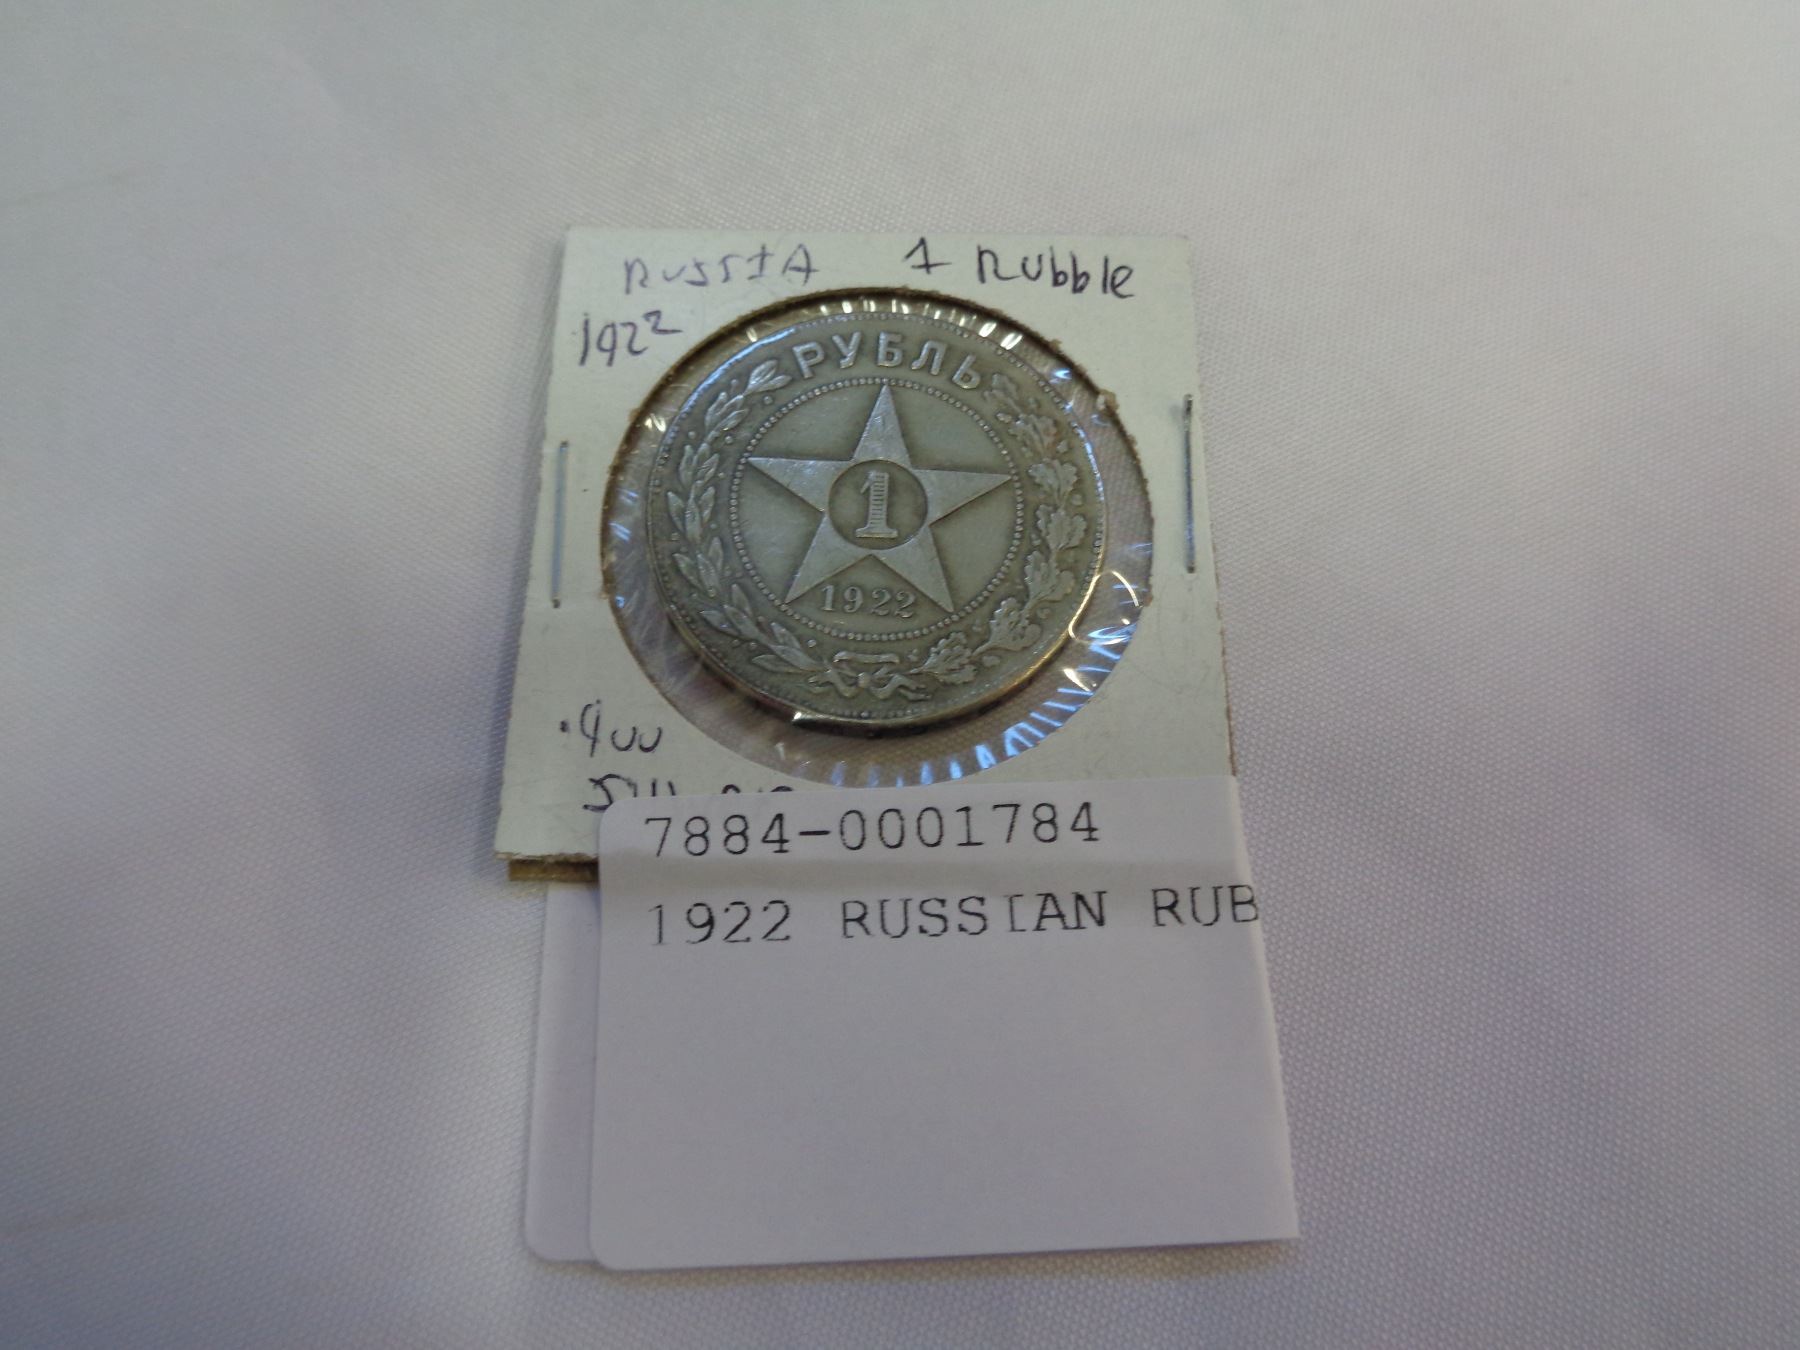 RussIA 1 Rubble
1922
РУБЛЬ
1
1922
.900
7884-0001784
1922 RUSSIAN RUB